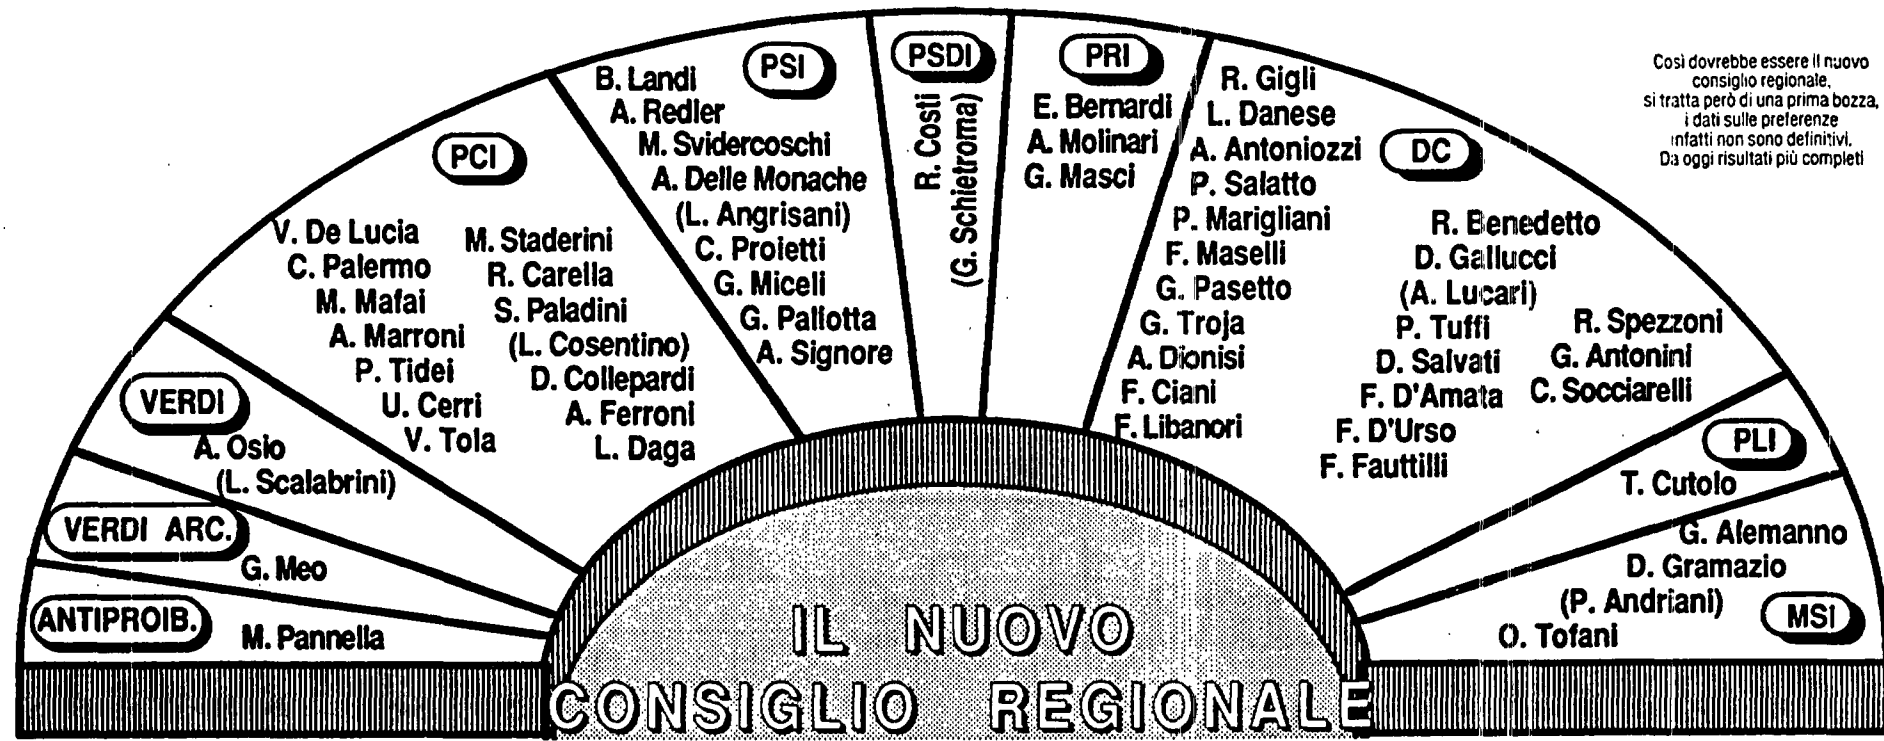 ANTIPROIB.
M. Pannella
VERDI ARC.
G. Meo
VERDI
A. Osio
(L. Scalabrini)
PCI
V. De Lucia
C. Palermo
M. Mafai
A. Marroni
P. Tidei
U. Cerri
V. Tola
M. Staderini
R. Carella
S. Paladini
(L. Cosentino)
D. Collepardi
A. Ferroni
L. Daga
PSI
B. Landi
A. Redler
M. Svidercoschi
A. Delle Monache
(L. Angrisani)
C. Proietti
G. Miceli
G. Pallotta
A. Signore
PSDI
R. Costi
(G. Schietroma)
PRI
E. Bernardi
A. Molinari
G. Masci
DC
R. Gigli
L. Danese
A. Antoniozzi
P. Salatto
P. Marigliani
F. Maselli
G. Pasetto
G. Troja
A. Dionisi
F. Ciani
F. Libanori
R. Benedetto
D. Gallucci
(A. Lucari)
P. Tuffi
D. Salvati
F. D'Amata
F. D'Urso
F. Fauttilli
R. Spezzoni
G. Antonini
C. Socciarelli
PLI
T. Cutolo
MSI
G. Alemanno
D. Gramazio
(P. Andriani)
O. Tofani
Così dovrebbe essere il nuovo
consiglio regionale,
si tratta però di una prima bozza,
i dati sulle preferenze
infatti non sono definitivi.
Da oggi risultati più completi
IL NUOVO
CONSIGLIO REGIONALE